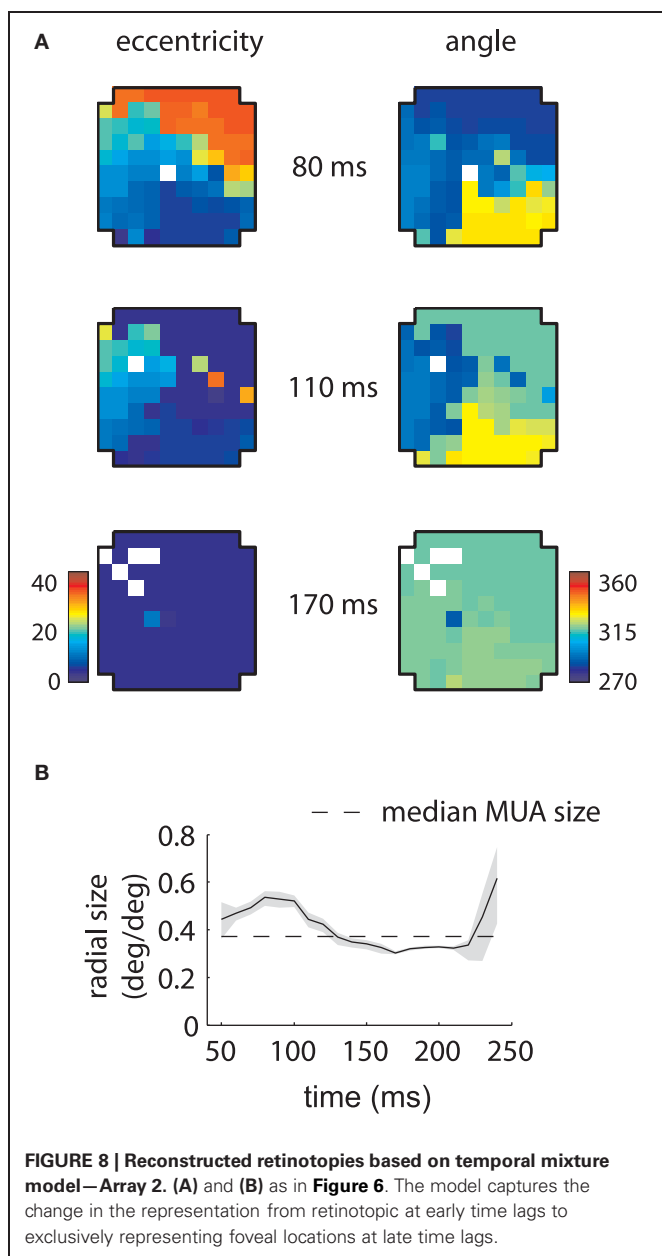 A
eccentricity
angle
80 ms
110 ms
170 ms
40
20
0
360
315
270
B
— — median MUA size
radial size
(deg/deg)
0.8
0.6
0.4
0.2
0
50
100
150
200
250
time (ms)
FIGURE 8 | Reconstructed retinotopies based on temporal mixture
model—Array 2. (A) and (B) as in Figure 6. The model captures the
change in the representation from retinotopic at early time lags to
exclusively representing foveal locations at late time lags.